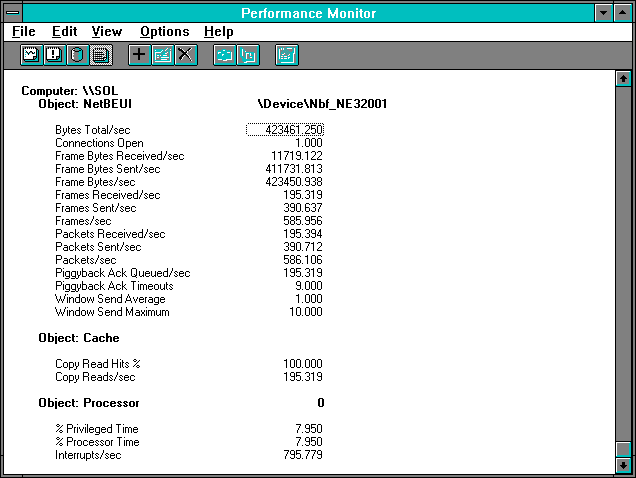 Performance Monitor
File Edit View Options Help
Computer: \\SOL
Object: NetBEUI \Device\Nbf_NE32001
Bytes Total/sec 423461.250
Connections Open 1.000
Frame Bytes Received/sec 11719.122
Frame Bytes Sent/sec 411731.813
Frame Bytes/sec 423450.938
Frames Received/sec 195.319
Frames Sent/sec 390.637
Frames/sec 585.956
Packets Received/sec 195.394
Packets Sent/sec 390.712
Packets/sec 586.106
Piggyback Ack Queued/sec 195.319
Piggyback Ack Timeouts 9.000
Window Send Average 1.000
Window Send Maximum 10.000
Object: Cache
Copy Read Hits % 100.000
Copy Reads/sec 195.319
Object: Processor 0
% Privileged Time 7.950
% Processor Time 7.950
Interrupts/sec 795.779